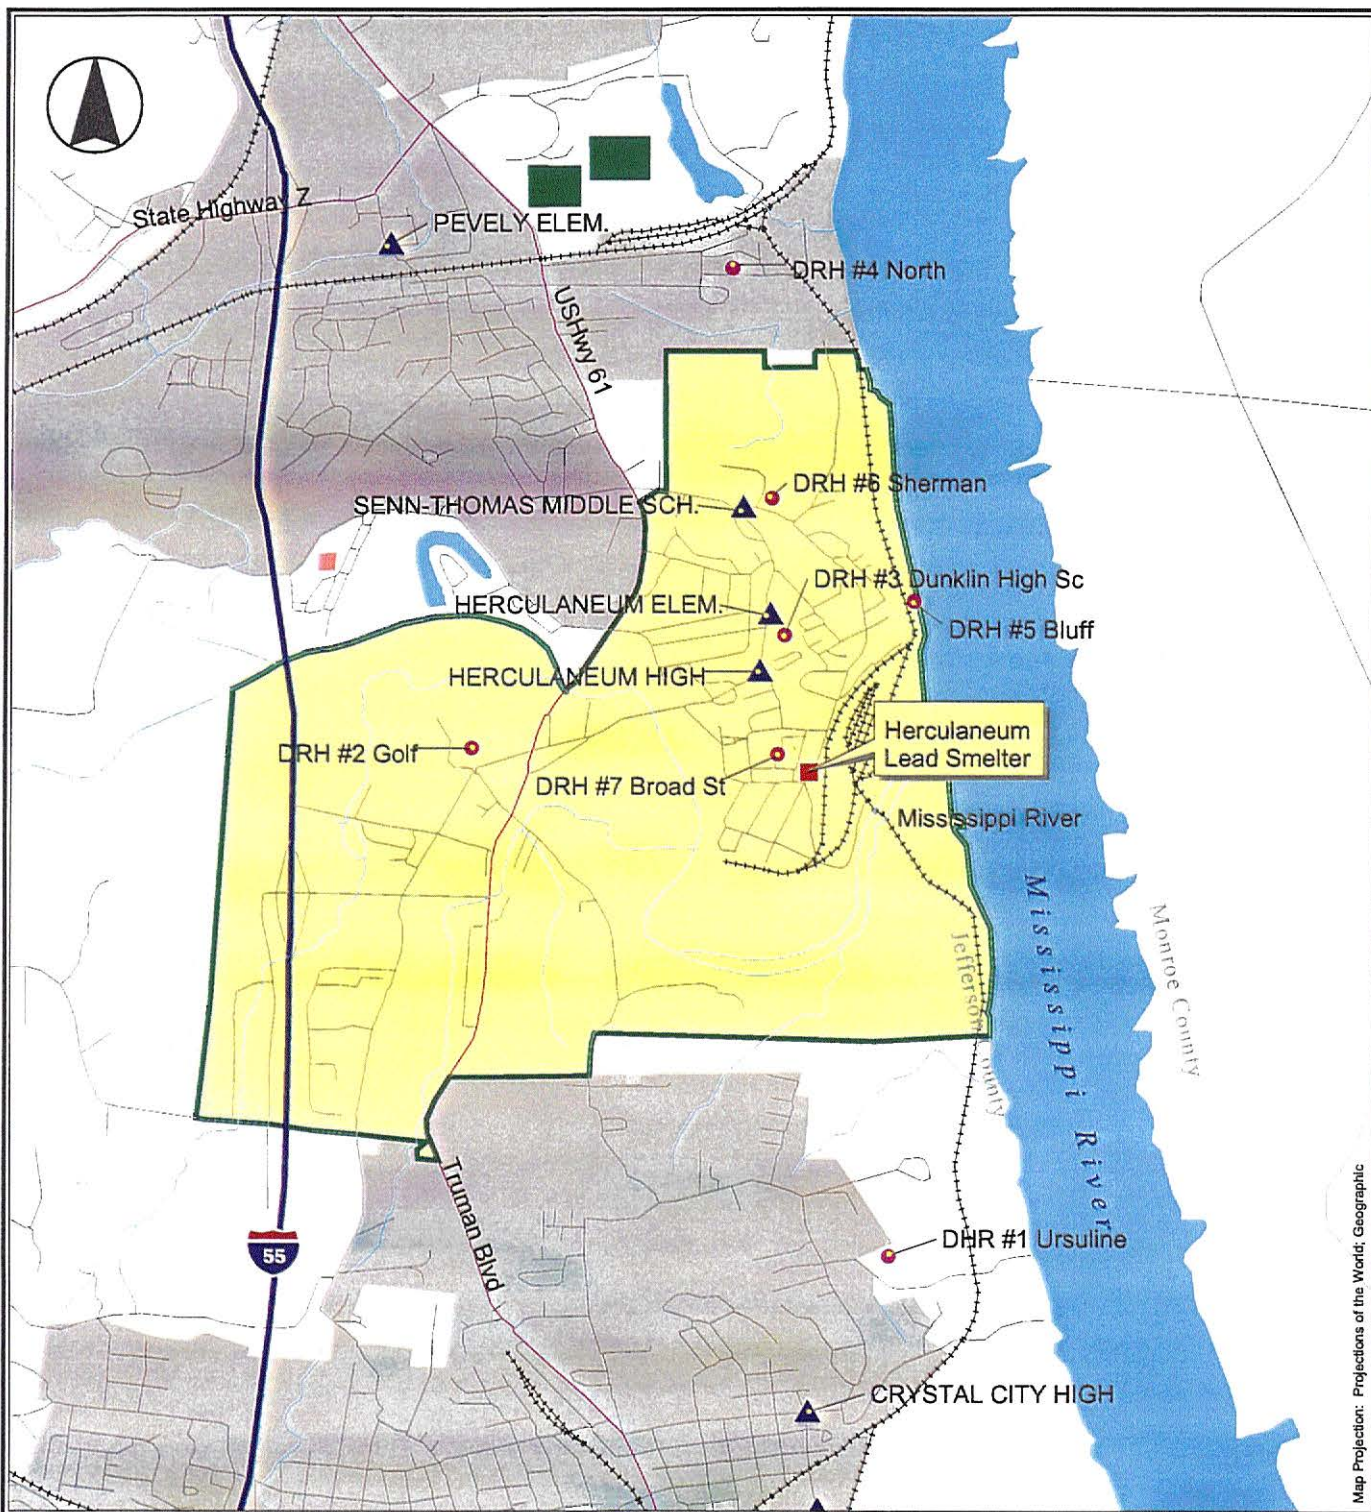 State Highway Z
PEVELY ELEM.
DRH #4 North
USHwy 61
DRH #6 Sherman
SENN-THOMAS MIDDLE SCH.
DRH #3 Dunklin High Sc
HERCULANEUM ELEM.
DRH #5 Bluff
HERCULANEUM HIGH
Herculaneum
Lead Smelter
DRH #2 Golf
DRH #7 Broad St
Mississippi River
Mississippi River
Monroe County
Jefferson County
Truman Blvd
55
DHR #1 Ursuline
CRYSTAL CITY HIGH
Map Projection: Projections of the World; Geographic